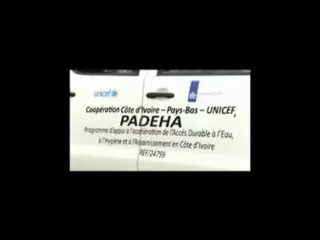 unicef
Coopération Côte d'Ivoire – Pays-Bas – UNICEF,
PADEHA
Programme d'appui à l'accélération de l'Accès Durable à l'Eau,
à l'Hygiène et à l'Assainissement en Côte d'Ivoire
REF/24799